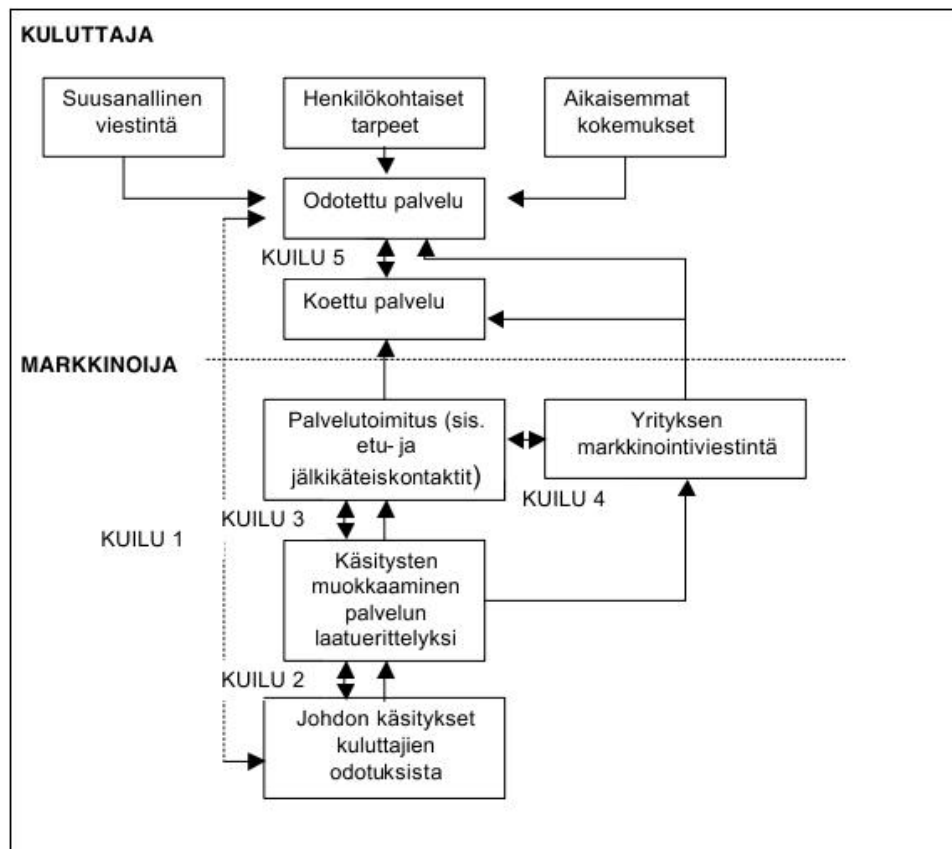 KULUTTAJA
Suusanallinen
viestintä
Henkilökohtaiset
tarpeet
Aikaisemmat
kokemukset
Odotettu palvelu
KUILU 5
Koettu palvelu
MARKKINOIJA
Palvelutoimitus (sis.
etu- ja
jälkikäteiskontaktit)
Yrityksen
markkinointiviestintä
KUILU 4
KUILU 3
KUILU 1
Käsitysten
muokkaaminen
palvelun
laatuerittelyksi
KUILU 2
Johdon käsitykset
kuluttajien
odotuksista